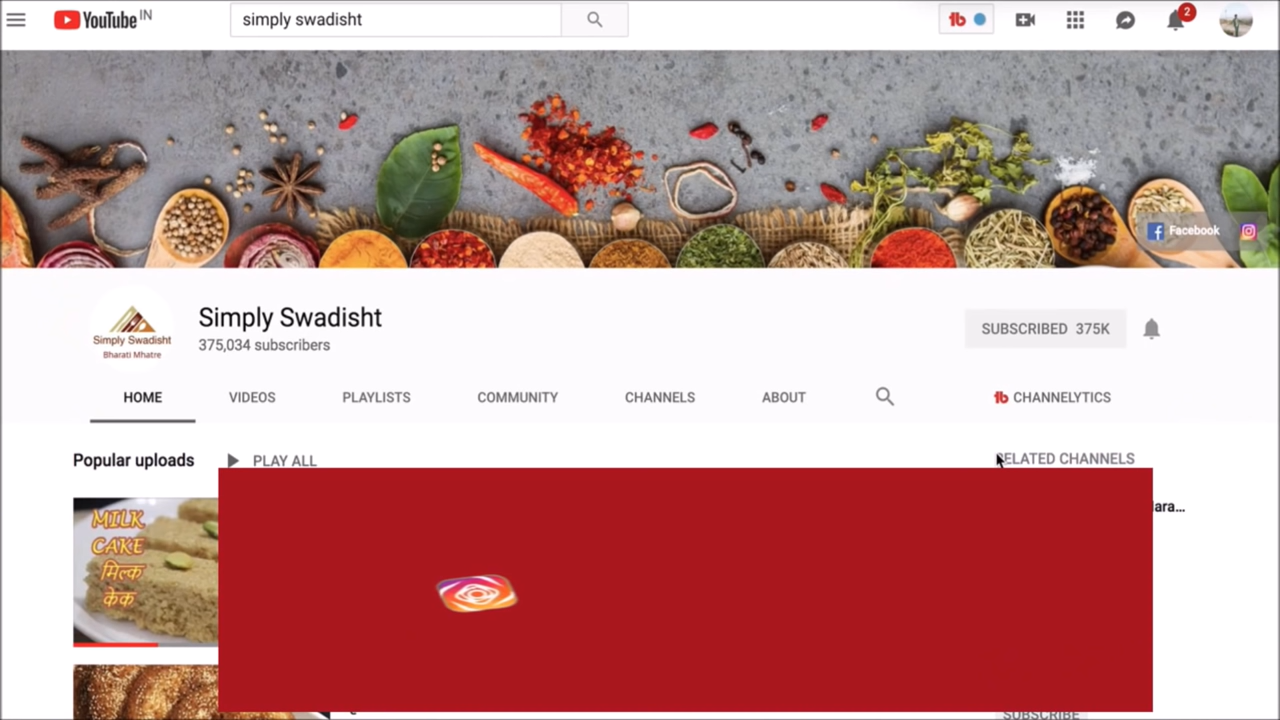 YouTube IN
simply swadisht
2
Facebook
Simply Swadisht
Bharati Mhatre
Simply Swadisht
375,034 subscribers
SUBSCRIBED 375K
HOME VIDEOS PLAYLISTS COMMUNITY CHANNELS ABOUT CHANNELYTICS
Popular uploads PLAY ALL
RELATED CHANNELS
MILK
CAKE
मिल्क
केक
SUBSCRIBE